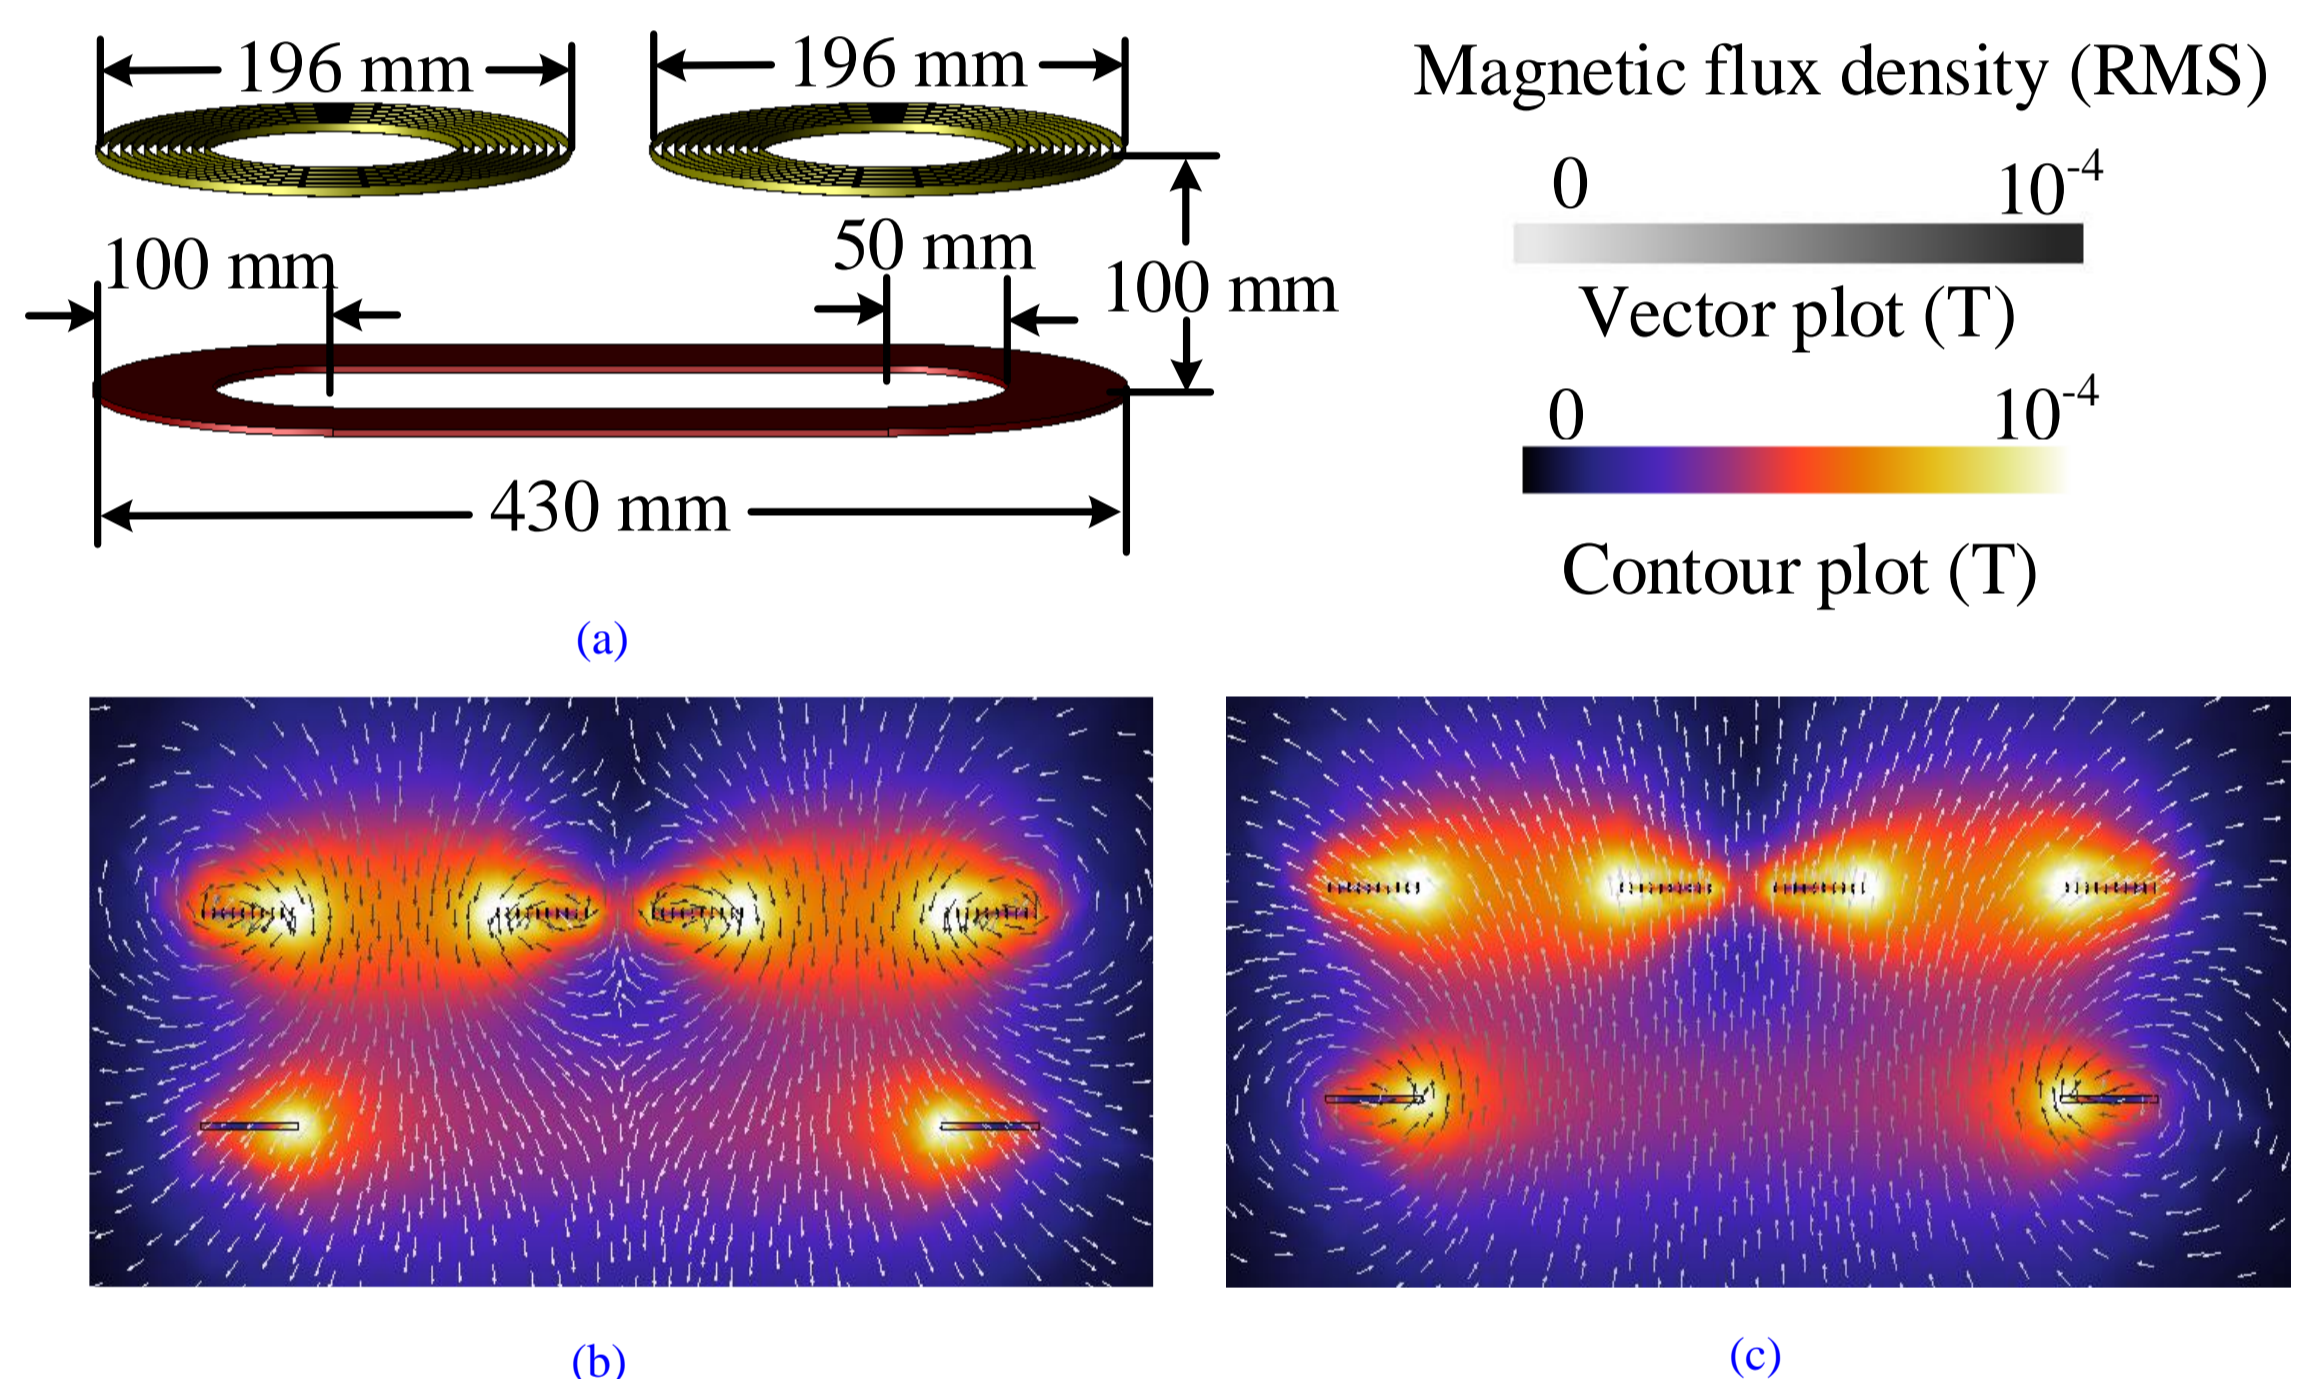 196 mm
196 mm
100 mm
50 mm
100 mm
430 mm
(a)
Magnetic flux density (RMS)
0 10⁻⁴
Vector plot (T)
0 10⁻⁴
Contour plot (T)
(b)
(c)